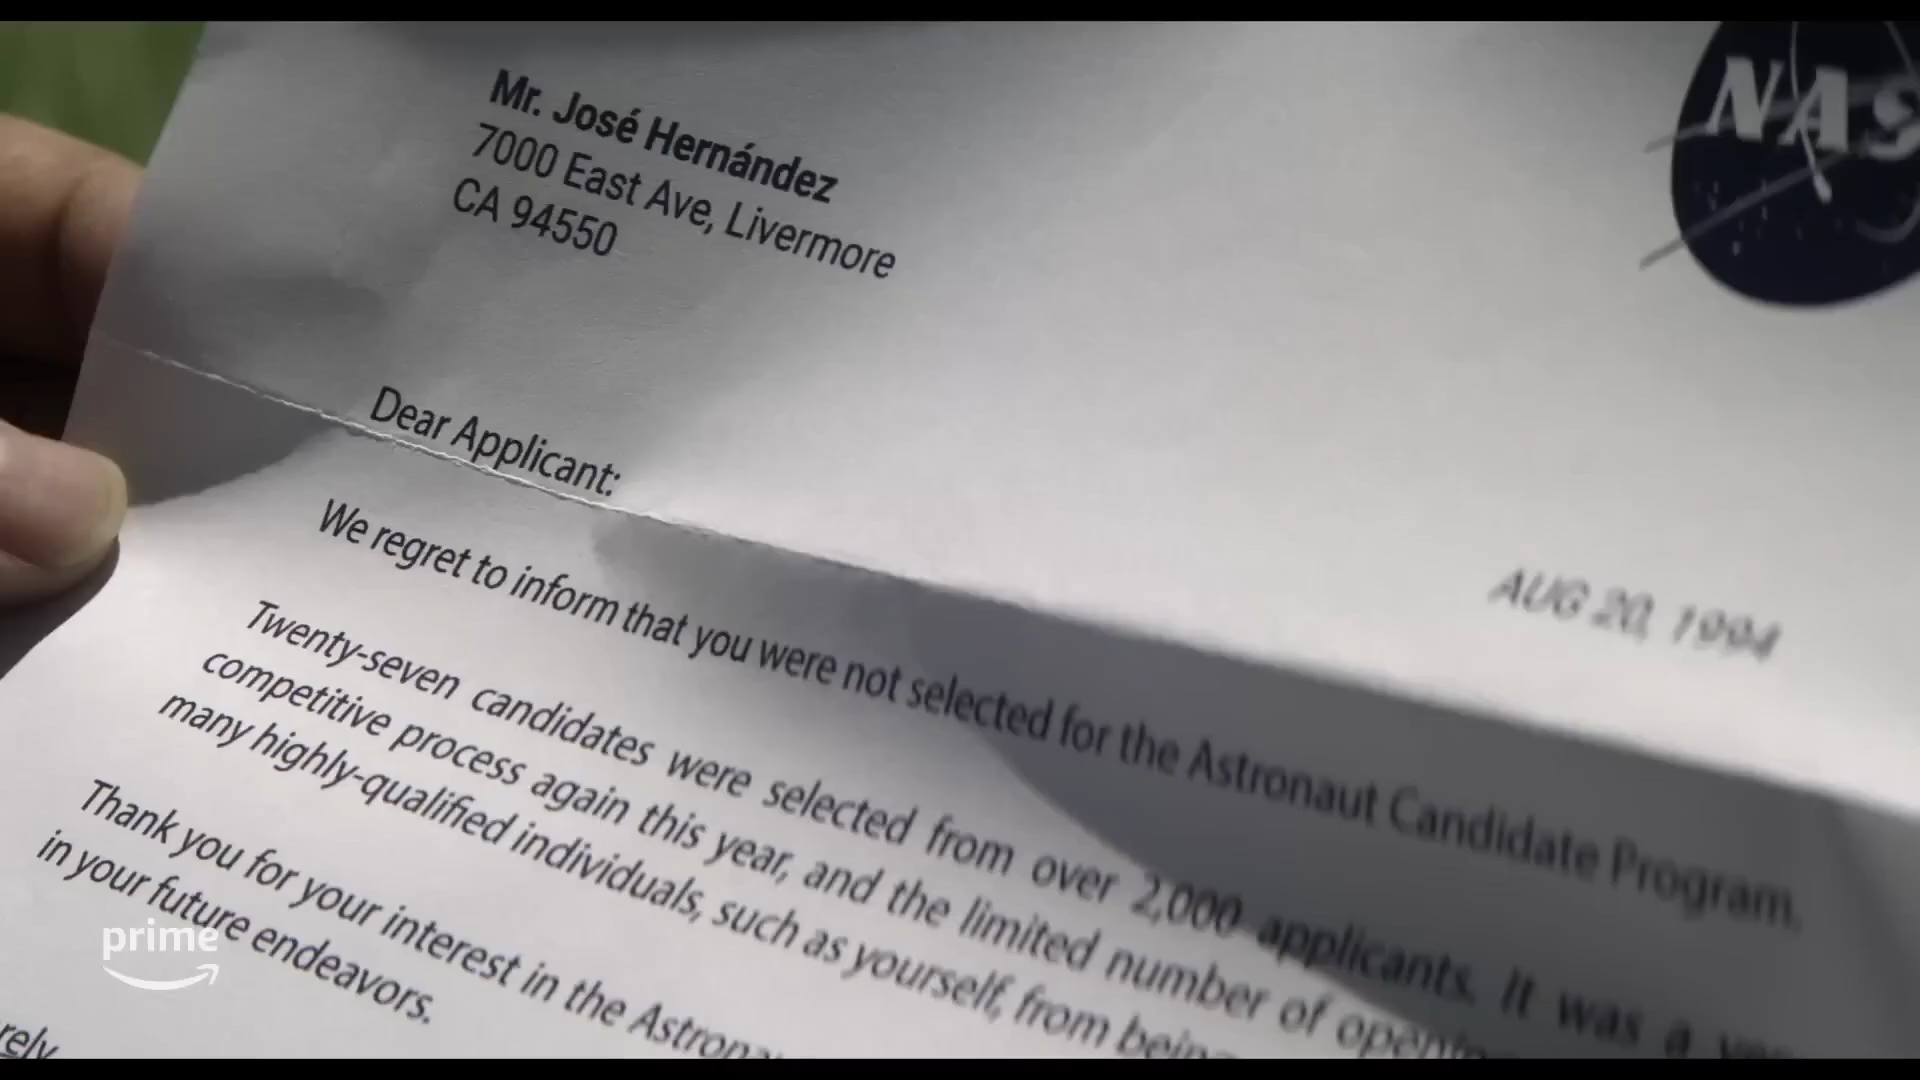 Mr. José Hernández
7000 East Ave, Livermore
CA 94550
NAS
AUG 20, 1994
Dear Applicant:
We regret to inform that you were not selected for the Astronaut Candidate Program.
Twenty-seven candidates were selected from over 2,000 applicants. It was a
competitive process again this year, and the limited number of
many highly-qualified individuals, such as yourself, from
Thank you for your interest in the
in your future endeavors.
prime